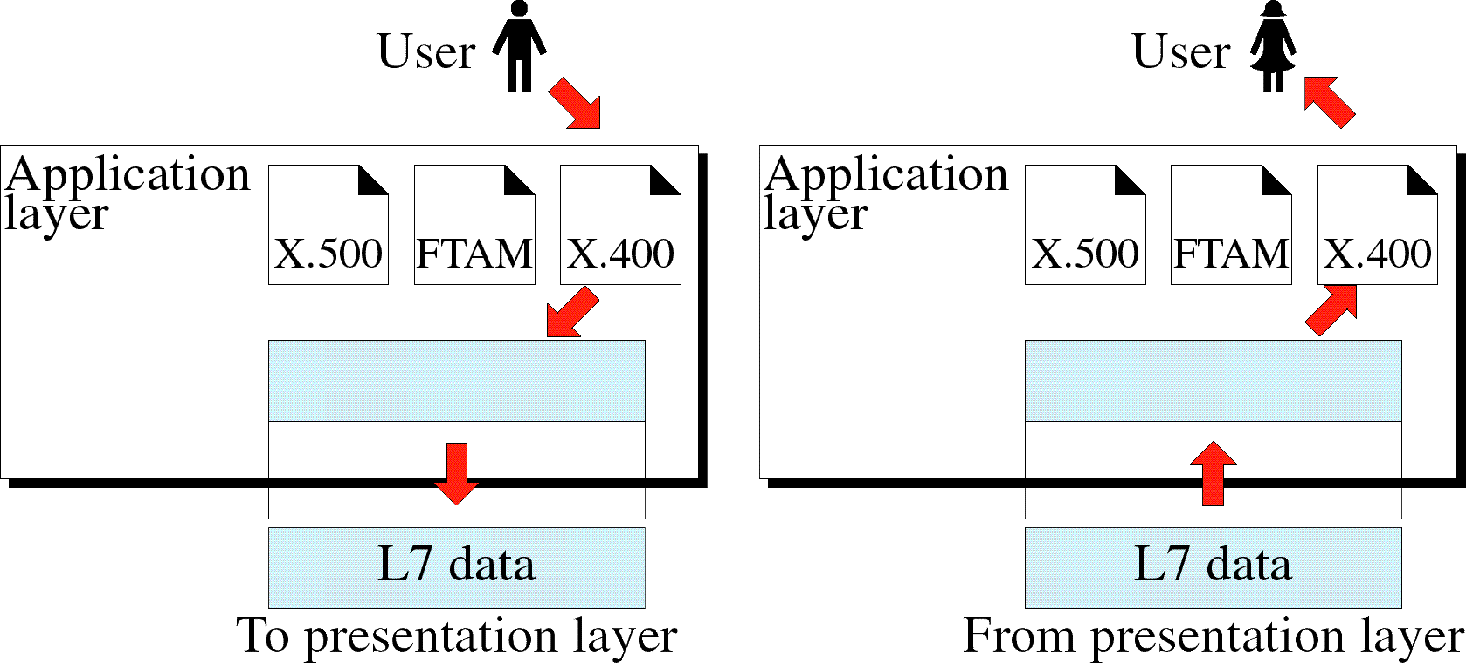 User
Application
layer
X.500 FTAM X.400
L7 data
To presentation layer
User
Application
layer
X.500 FTAM X.400
L7 data
From presentation layer